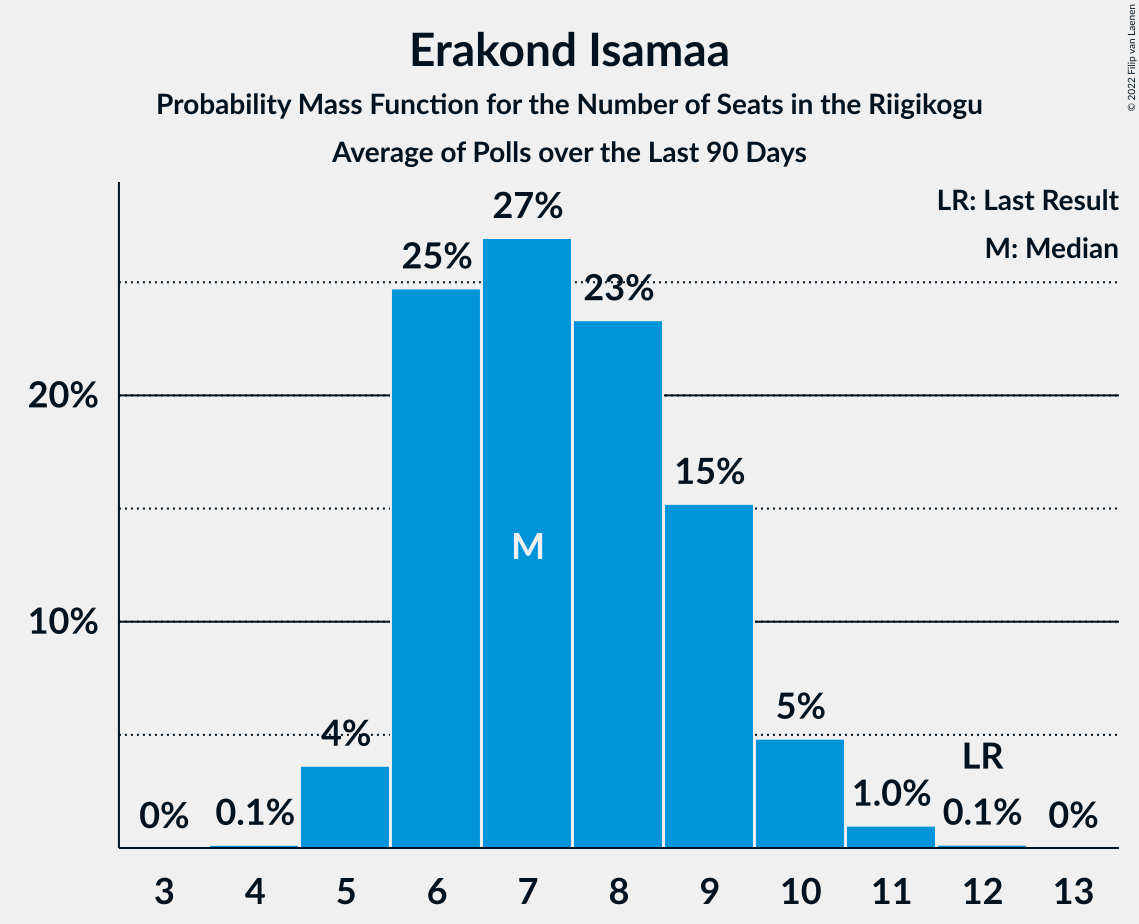 Erakond Isamaa
Probability Mass Function for the Number of Seats in the Riigikogu
Average of Polls over the Last 90 Days
© 2022 Filip van Laenen
LR: Last Result
M: Median
27%
25%
23%
20%
15%
M
10%
5%
4%
LR
1.0%
0% 0.1% 0.1% 0%
3 4 5 6 7 8 9 10 11 12 13